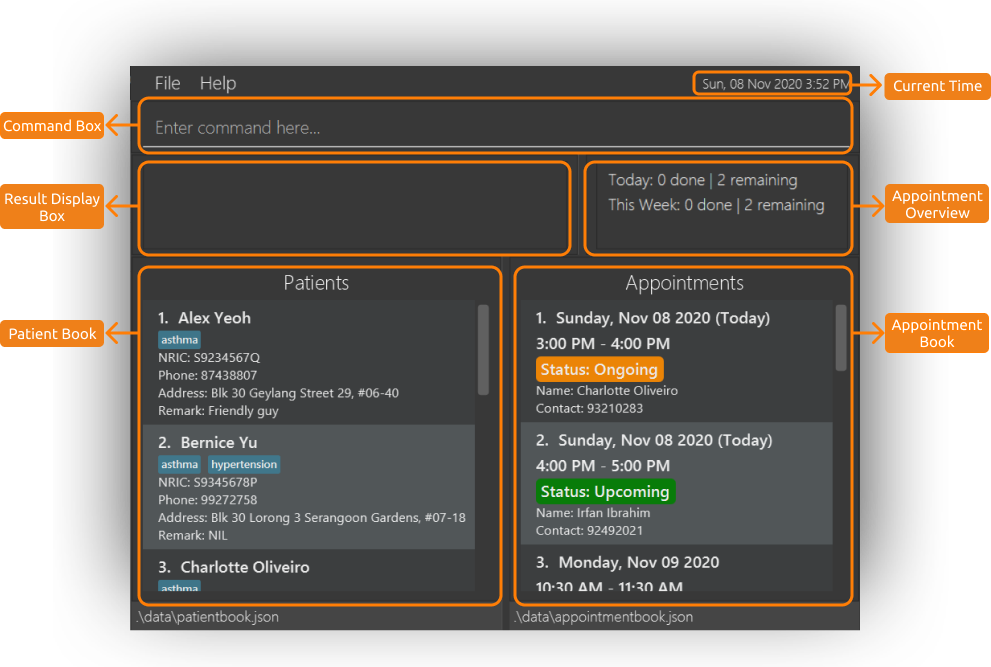 File Help
Sun, 08 Nov 2020 3:52 PM
Current Time
Command Box
Enter command here...
Result Display
Box
Today: 0 done | 2 remaining
This Week: 0 done | 2 remaining
Appointment
Overview
Patient Book
Patients
1. Alex Yeoh
asthma
NRIC: S9234567Q
Phone: 87438807
Address: Blk 30 Geylang Street 29, #06-40
Remark: Friendly guy
2. Bernice Yu
asthma hypertension
NRIC: S9345678P
Phone: 99272758
Address: Blk 30 Lorong 3 Serangoon Gardens, #07-18
Remark: NIL
3. Charlotte Oliveiro
asthma
.\data\patientbook.json
Appointments
1. Sunday, Nov 08 2020 (Today)
3:00 PM - 4:00 PM
Status: Ongoing
Name: Charlotte Oliveiro
Contact: 93210283
2. Sunday, Nov 08 2020 (Today)
4:00 PM - 5:00 PM
Status: Upcoming
Name: Irfan Ibrahim
Contact: 92492021
3. Monday, Nov 09 2020
10:30 AM - 11:30 AM
.\data\appointmentbook.json
Appointment
Book